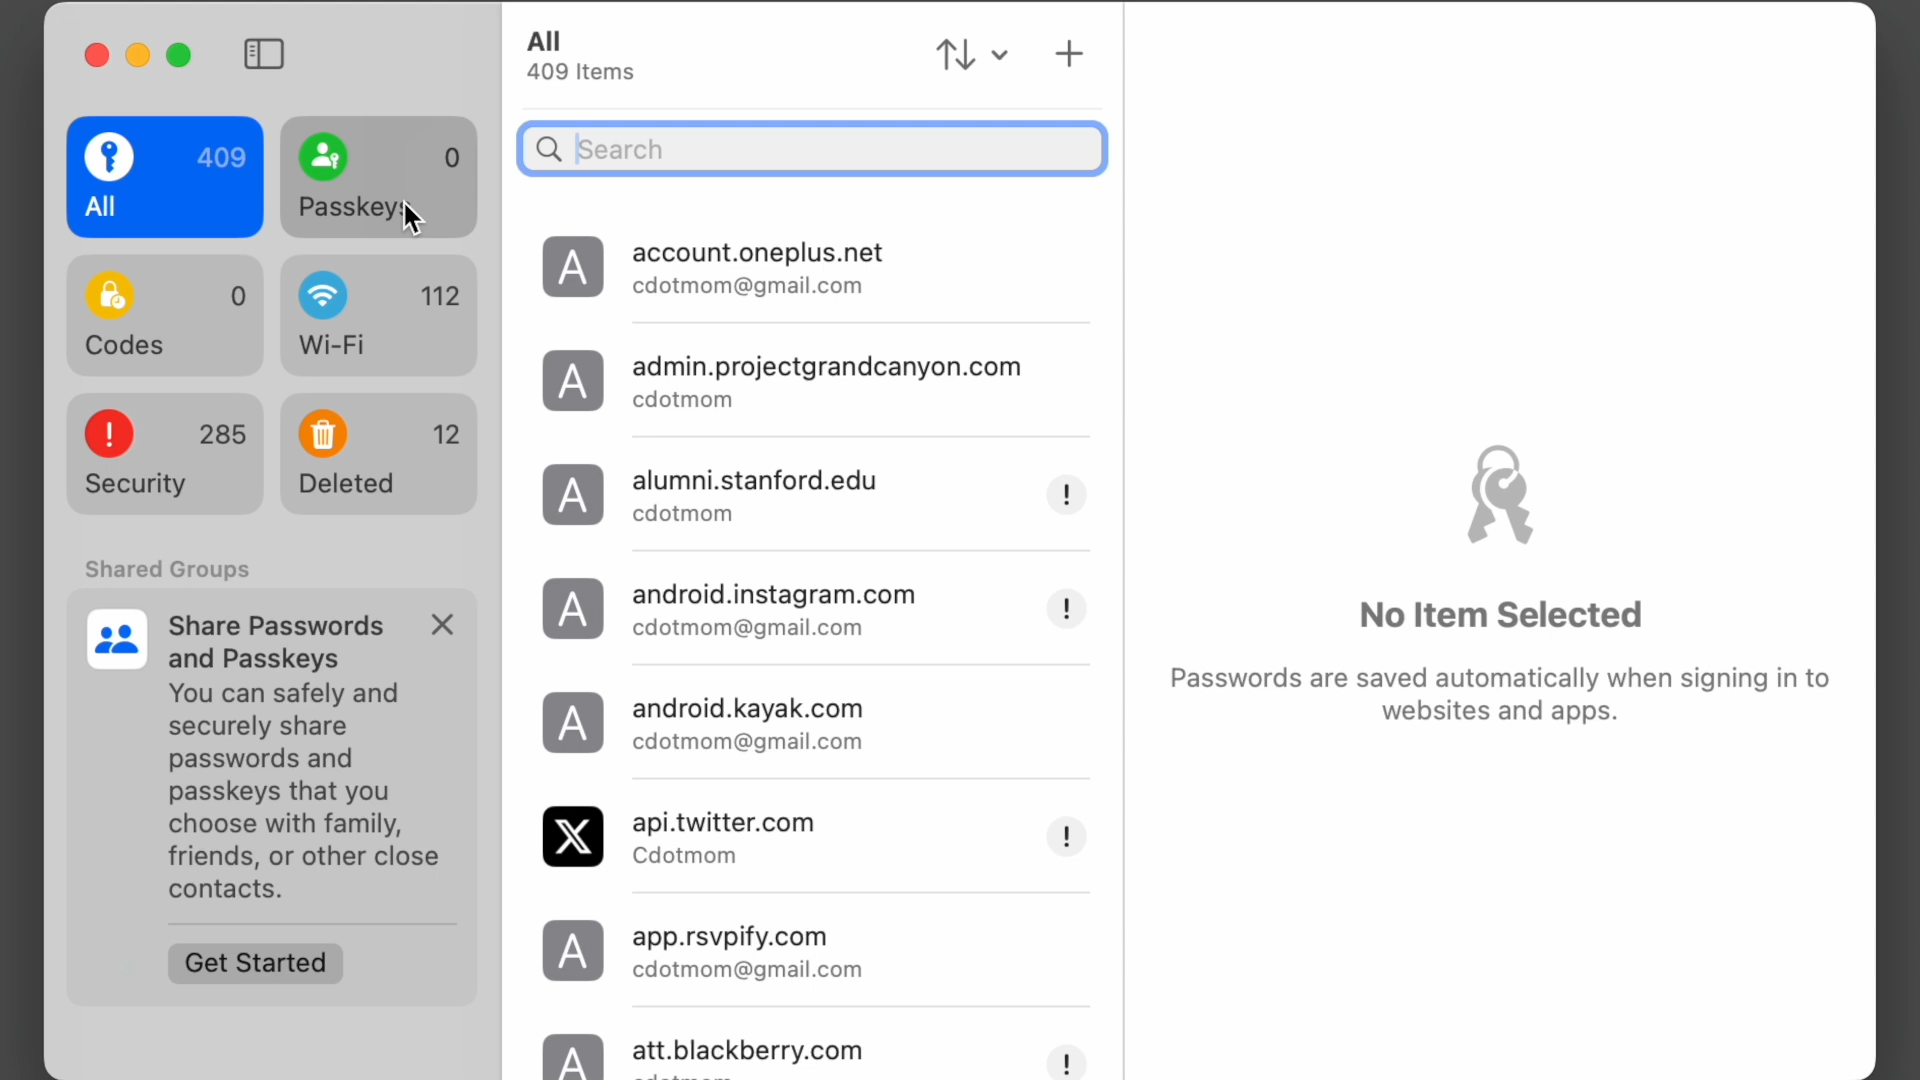 All
409 Items
409
All
0
Passkeys
0
Codes
112
Wi-Fi
285
Security
12
Deleted
Shared Groups
Share Passwords
and Passkeys
You can safely and
securely share
passwords and
passkeys that you
choose with family,
friends, or other close
contacts.
Get Started
Search
A
account.oneplus.net
cdotmom@gmail.com
A
admin.projectgrandcanyon.com
cdotmom
A
alumni.stanford.edu
cdotmom
!
A
android.instagram.com
cdotmom@gmail.com
!
A
android.kayak.com
cdotmom@gmail.com
X
api.twitter.com
Cdotmom
!
A
app.rsvpify.com
cdotmom@gmail.com
A
att.blackberry.com
!
No Item Selected
Passwords are saved automatically when signing in to
websites and apps.